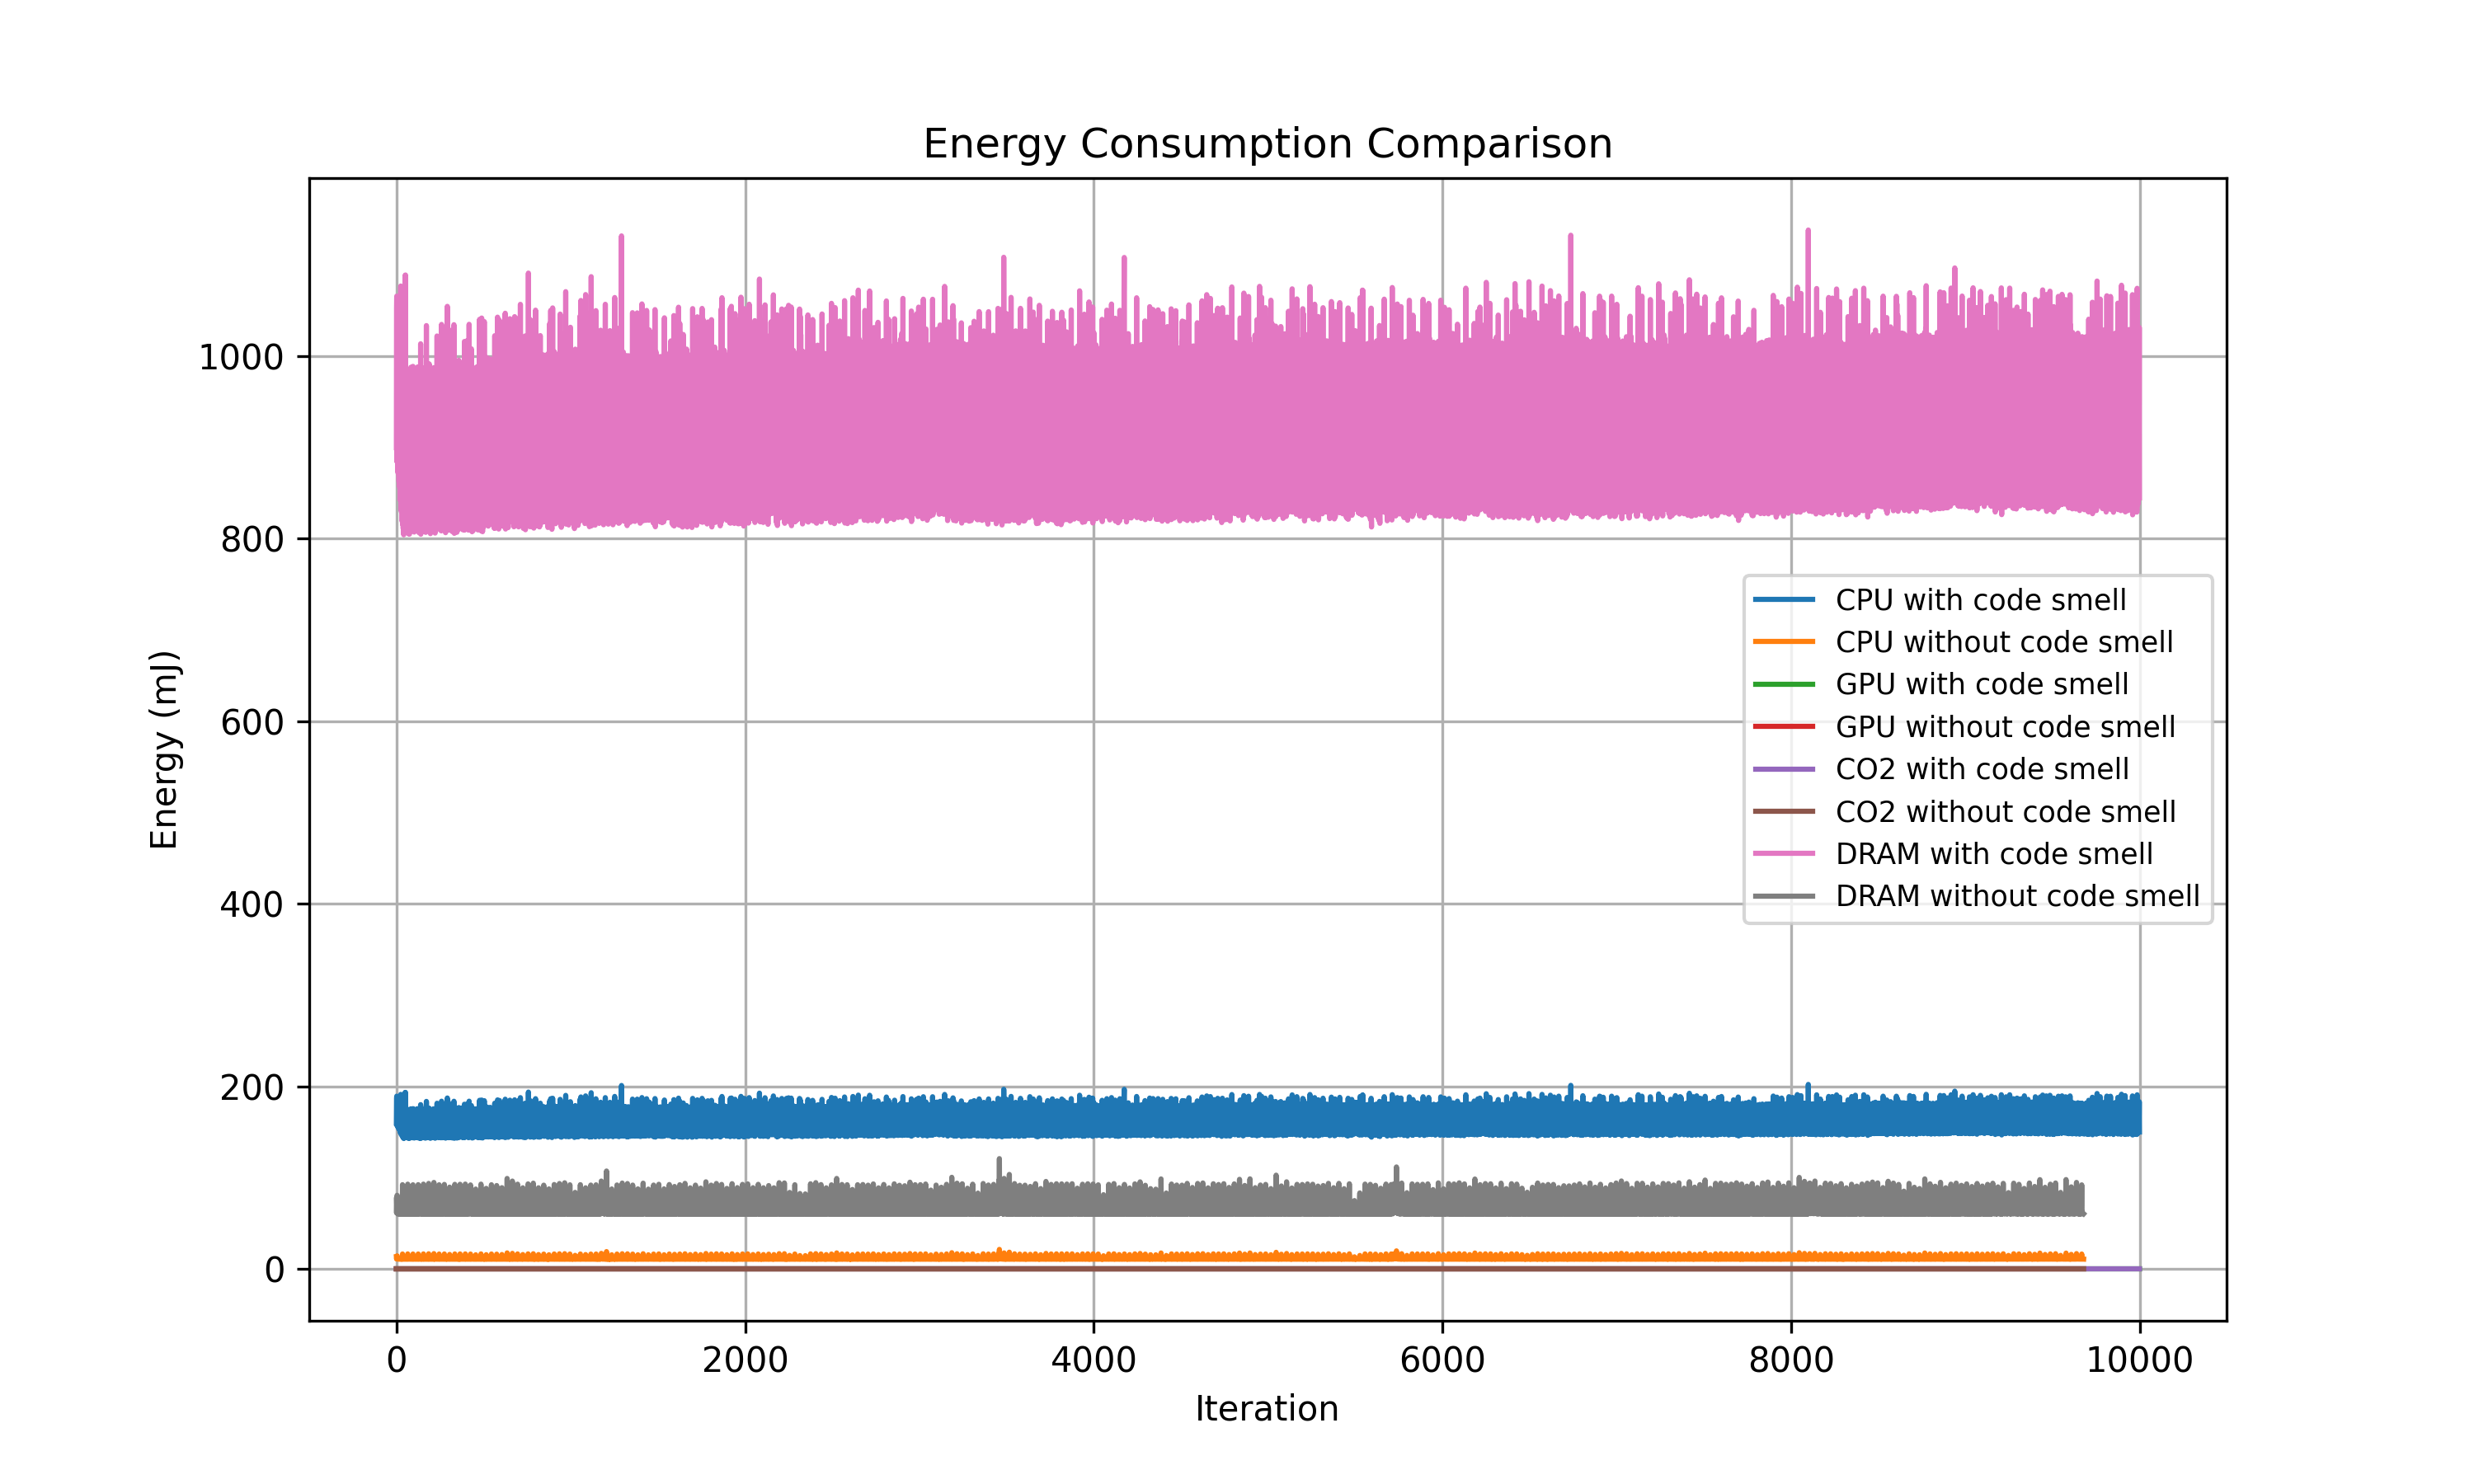 Energy Consumption Comparison
1000
800
600
400
200
0
Energy (mJ)
CPU with code smell
CPU without code smell
GPU with code smell
GPU without code smell
CO2 with code smell
CO2 without code smell
DRAM with code smell
DRAM without code smell
0 2000 4000 6000 8000 10000
Iteration